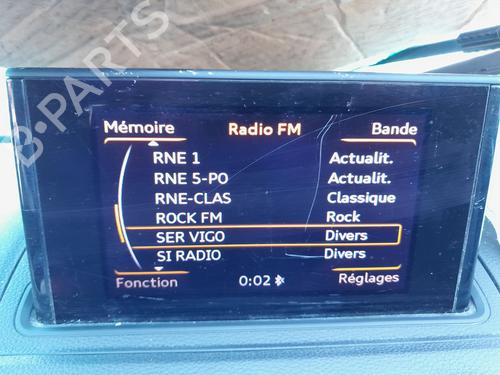 B-PARTS
Mémoire Radio FM Bande
RNE 1 Actualit.
RNE 5-PO Actualit.
RNE-CLAS Classique
ROCK FM Rock
SER VIGO Divers
SI RADIO Divers
Fonction 0:02 Réglages